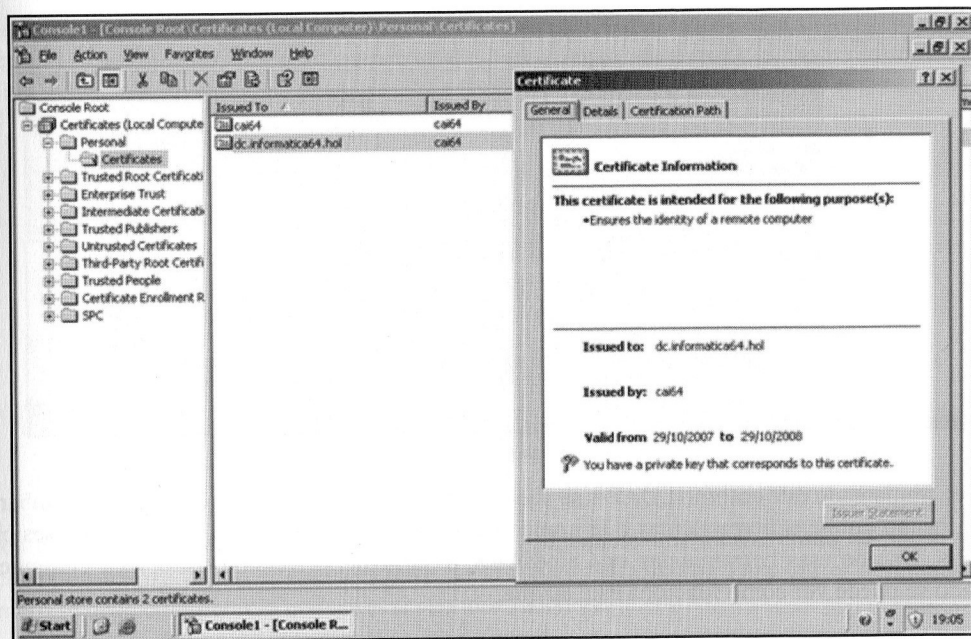 Console1 - [Console Root\Certificates (Local Computer)\Personal\Certificates]
File Action View Favorites Window Help
Console Root
Certificates (Local Compute
Personal
Certificates
Trusted Root Certificati
Enterprise Trust
Intermediate Certificati
Trusted Publishers
Untrusted Certificates
Third-Party Root Certifi
Trusted People
Certificate Enrollment R
SPC
Issued To Issued By
cai64 cai64
dc.informatica64.hol cai64
Certificate
General Details Certification Path
Certificate Information
This certificate is intended for the following purpose(s):
•Ensures the identity of a remote computer
Issued to: dc.informatica64.hol
Issued by: cai64
Valid from 29/10/2007 to 29/10/2008
You have a private key that corresponds to this certificate.
Issuer Statement
OK
Personal store contains 2 certificates.
Start Console1 - [Console R... 19:05